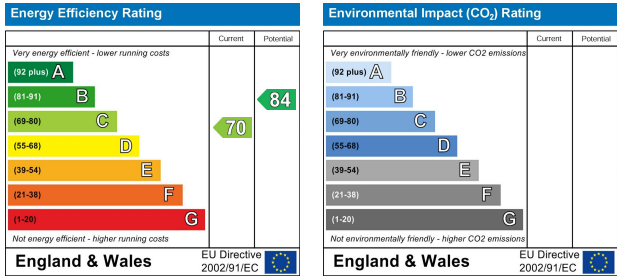 Energy Efficiency Rating
Current Potential
Very energy efficient - lower running costs
(92 plus) A
(81-91) B
84
(69-80) C
70
(55-68) D
(39-54) E
(21-38) F
(1-20) G
Not energy efficient - higher running costs
England & Wales
EU Directive
2002/91/EC
Environmental Impact (CO2) Rating
Current Potential
Very environmentally friendly - lower CO2 emissions
(92 plus) A
(81-91) B
(69-80) C
(55-68) D
(39-54) E
(21-38) F
(1-20) G
Not environmentally friendly - higher CO2 emissions
England & Wales
EU Directive
2002/91/EC